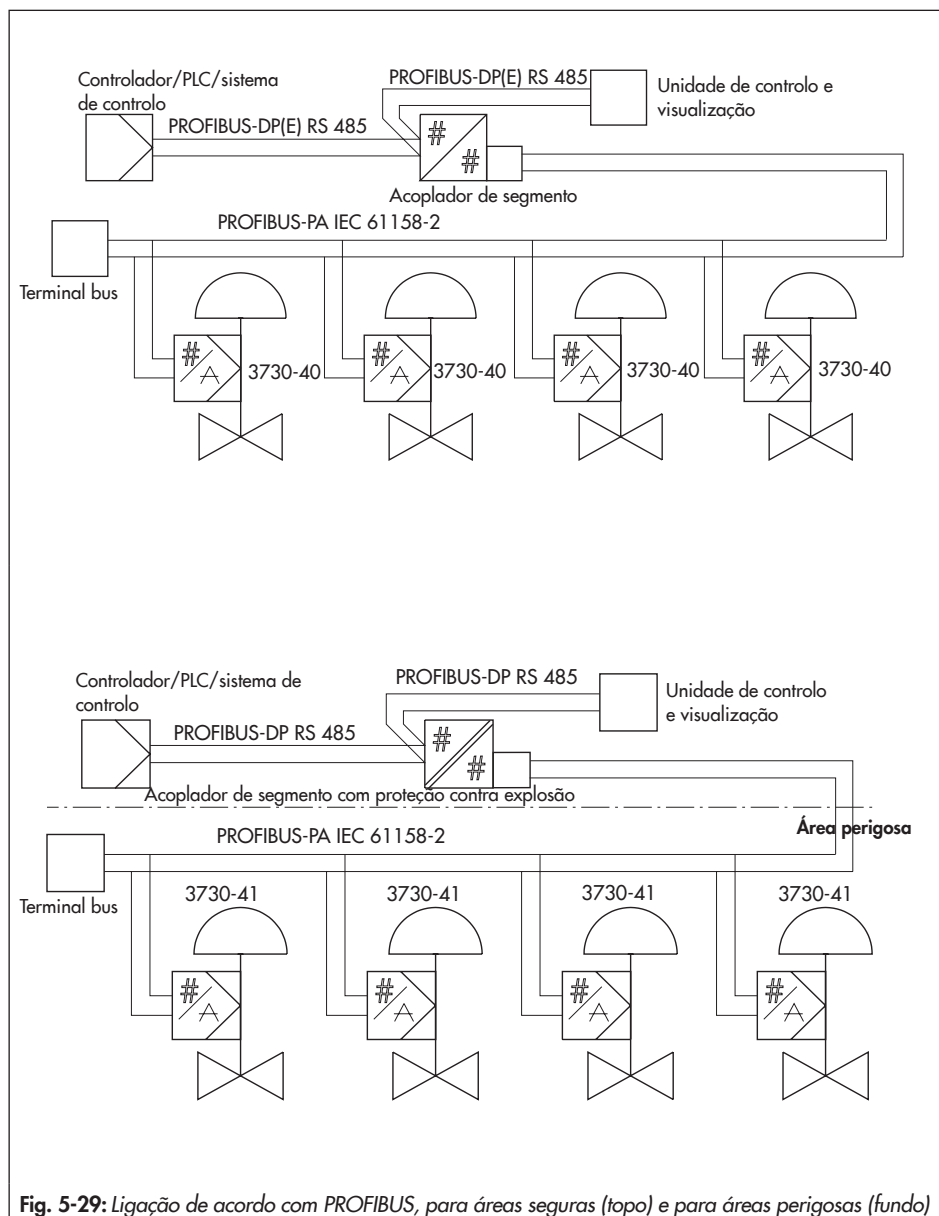 Controlador/PLC/sistema
de controlo
PROFIBUS-DP(E) RS 485
PROFIBUS-DP(E) RS 485
Unidade de controlo e
visualização
#
#
Acoplador de segmento
PROFIBUS-PA IEC 61158-2
Terminal bus
#
A
3730-40
#
A
3730-40
#
A
3730-40
#
A
3730-40
Controlador/PLC/sistema de
controlo
PROFIBUS-DP RS 485
PROFIBUS-DP RS 485
Unidade de controlo
e visualização
#
#
Acoplador de segmento com proteção contra explosão
Área perigosa
PROFIBUS-PA IEC 61158-2
Terminal bus
3730-41
3730-41
3730-41
3730-41
#
A
#
A
#
A
#
A
Fig. 5-29: Ligação de acordo com PROFIBUS, para áreas seguras (topo) e para áreas perigosas (fundo)